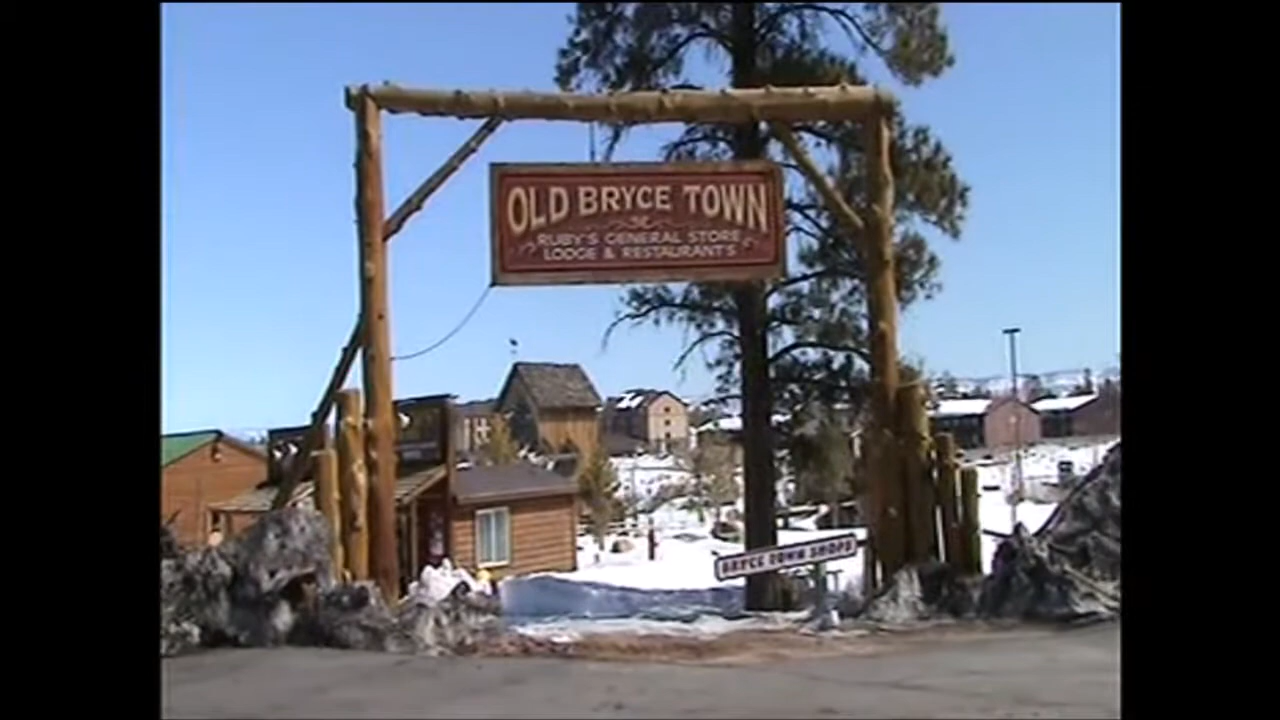 OLD BRYCE TOWN
RUBY'S GENERAL STORE
LODGE & RESTAURANTS
BRYCE TOWN SHOPS